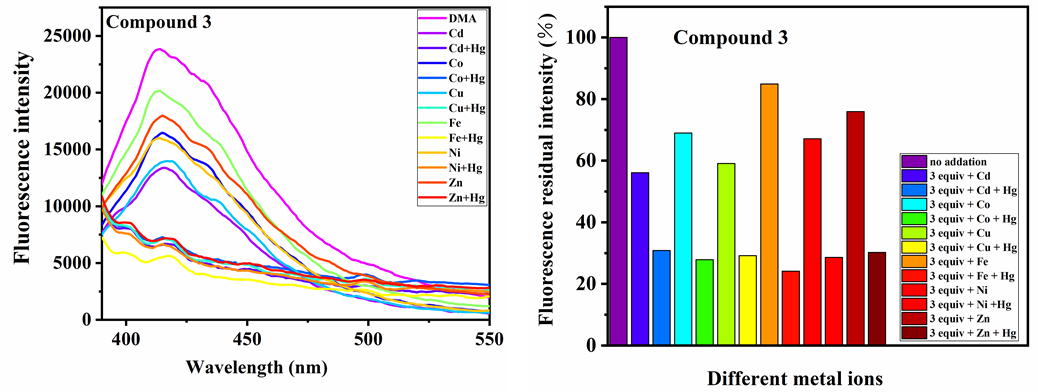 Compound 3
DMA
Cd
Cd+Hg
Co
Co+Hg
Cu
Cu+Hg
Fe
Fe+Hg
Ni
Ni+Hg
Zn
Zn+Hg
25000
20000
15000
10000
5000
0
Fluorescence intensity
400
450
500
550
Wavelength (nm)
Compound 3
100
80
60
40
20
0
Fluorescence residual intensity (%)
no addation
3 equiv + Cd
3 equiv + Cd + Hg
3 equiv + Co
3 equiv + Co + Hg
3 equiv + Cu
3 equiv + Cu + Hg
3 equiv + Fe
3 equiv + Fe + Hg
3 equiv + Ni
3 equiv + Ni +Hg
3 equiv + Zn
3 equiv + Zn + Hg
Different metal ions